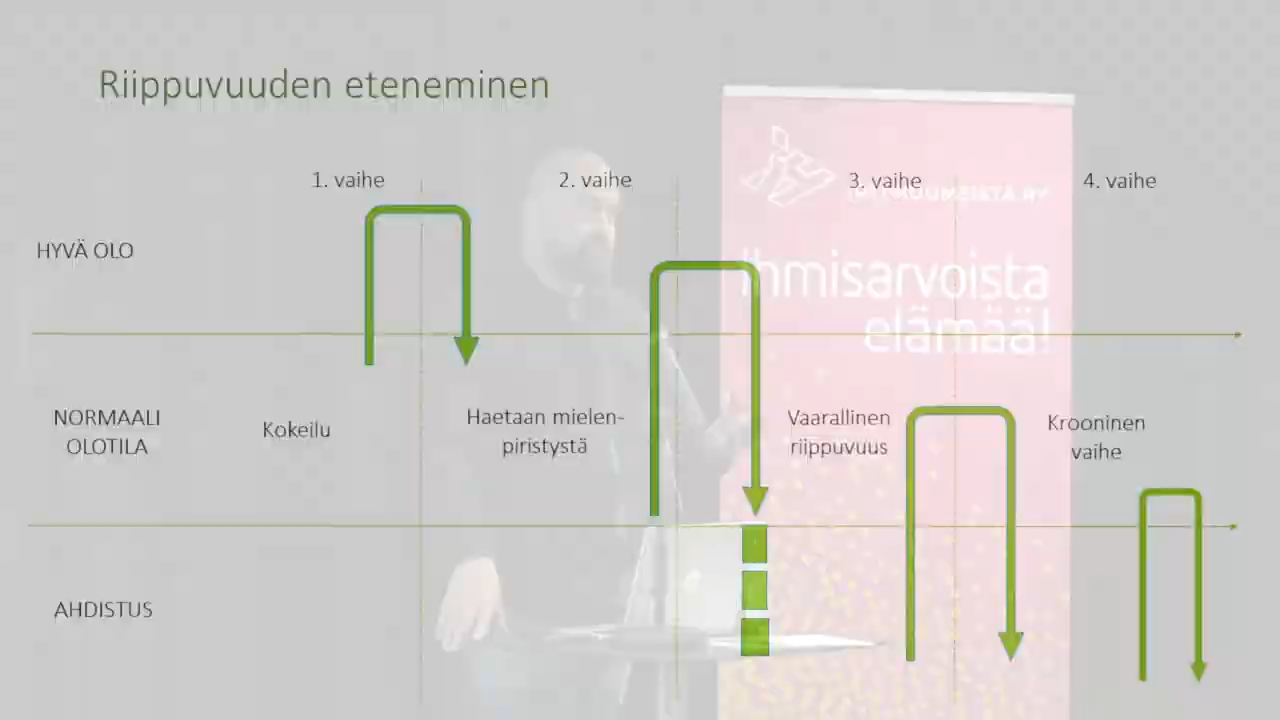 Riippuvuuden eteneminen
1. vaihe
2. vaihe
3. vaihe
4. vaihe
HYVÄ OLO
Ihmisarvoista
elämää!
NORMAALI
OLOTILA
Kokeilu
Haetaan mielen-
piristystä
Vaarallinen
riippuvuus
Krooninen
vaihe
AHDISTUS